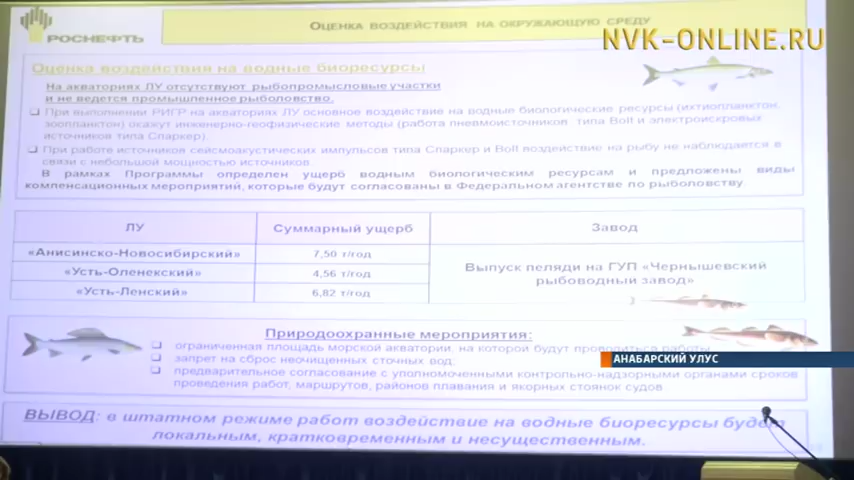 РОСНЕФТЬ
ОЦЕНКА ВОЗДЕЙСТВИЯ НА ОКРУЖАЮЩУЮ СРЕДУ
NVK-ONLINE.RU
Оценка воздействия на водные биоресурсы
На акваториях ЛУ отсутствуют рыбопромысловые участки
и не ведется промышленное рыболовство.
При выполнении РИГР на акваториях ЛУ основное воздействие на водные биологические ресурсы (ихтиопланктон,
зоопланктон) окажут инженерно-геофизические методы (работа пневмоисточников типа Bolt и электроискровых
источников типа Спаркер).
При работе источников сейсмоакустических импульсов типа Спаркер и Bolt воздействие на рыбу не наблюдается в
связи с небольшой мощностью источников
В рамках Программы определен ущерб водным биологическим ресурсам и предложены виды
компенсационных мероприятий, которые будут согласованы в Федеральном агентстве по рыболовству.
ЛУ Суммарный ущерб Завод
«Анисинско-Новосибирский» 7,50 т/год
«Усть-Оленекский» 4,56 т/год
«Усть-Ленский» 6,82 т/год
Выпуск пеляди на ГУП «Чернышевский
рыбоводный завод»
Природоохранные мероприятия:
ограниченная площадь морской акватории, на которой будут проводиться работы
запрет на сброс неочищенных сточных вод;
АНАБАРСКИЙ УЛУС
предварительное согласование с уполномоченными контрольно-надзорными органами сроков
проведения работ, маршрутов, районов плавания и якорных стоянок судов
ВЫВОД: в штатном режиме работ воздействие на водные биоресурсы будет
локальным, кратковременным и несущественным.